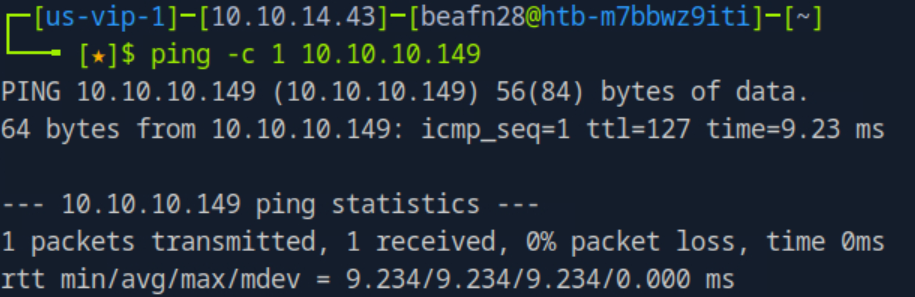 [us-vip-1]─[10.10.14.43]─[beafn28@htb-m7bbwz9iti]─[~]
[★]$ ping -c 1 10.10.10.149
PING 10.10.10.149 (10.10.10.149) 56(84) bytes of data.
64 bytes from 10.10.10.149: icmp_seq=1 ttl=127 time=9.23 ms
--- 10.10.10.149 ping statistics ---
1 packets transmitted, 1 received, 0% packet loss, time 0ms
rtt min/avg/max/mdev = 9.234/9.234/9.234/0.000 ms